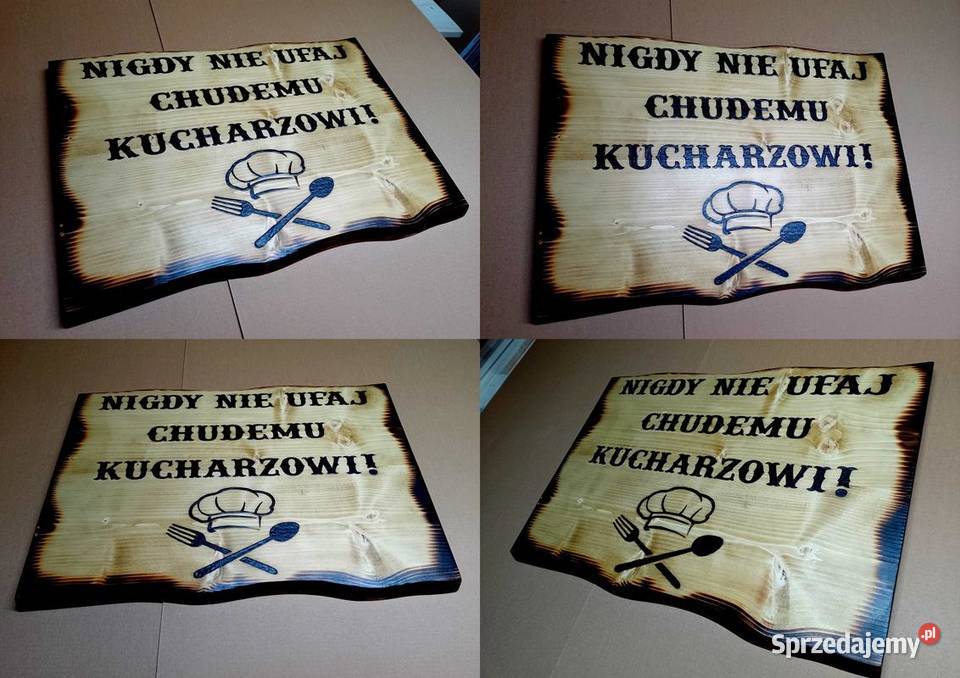 NIGDY NIE UFAJ
CHUDEMU
KUCHARZOWI!
NIGDY NIE UFAJ
CHUDEMU
KUCHARZOWI!
NIGDY NIE UFAJ
CHUDEMU
KUCHARZOWI!
NIGDY NIE UFAJ
CHUDEMU
KUCHARZOWI!
Sprzedajemy.pl